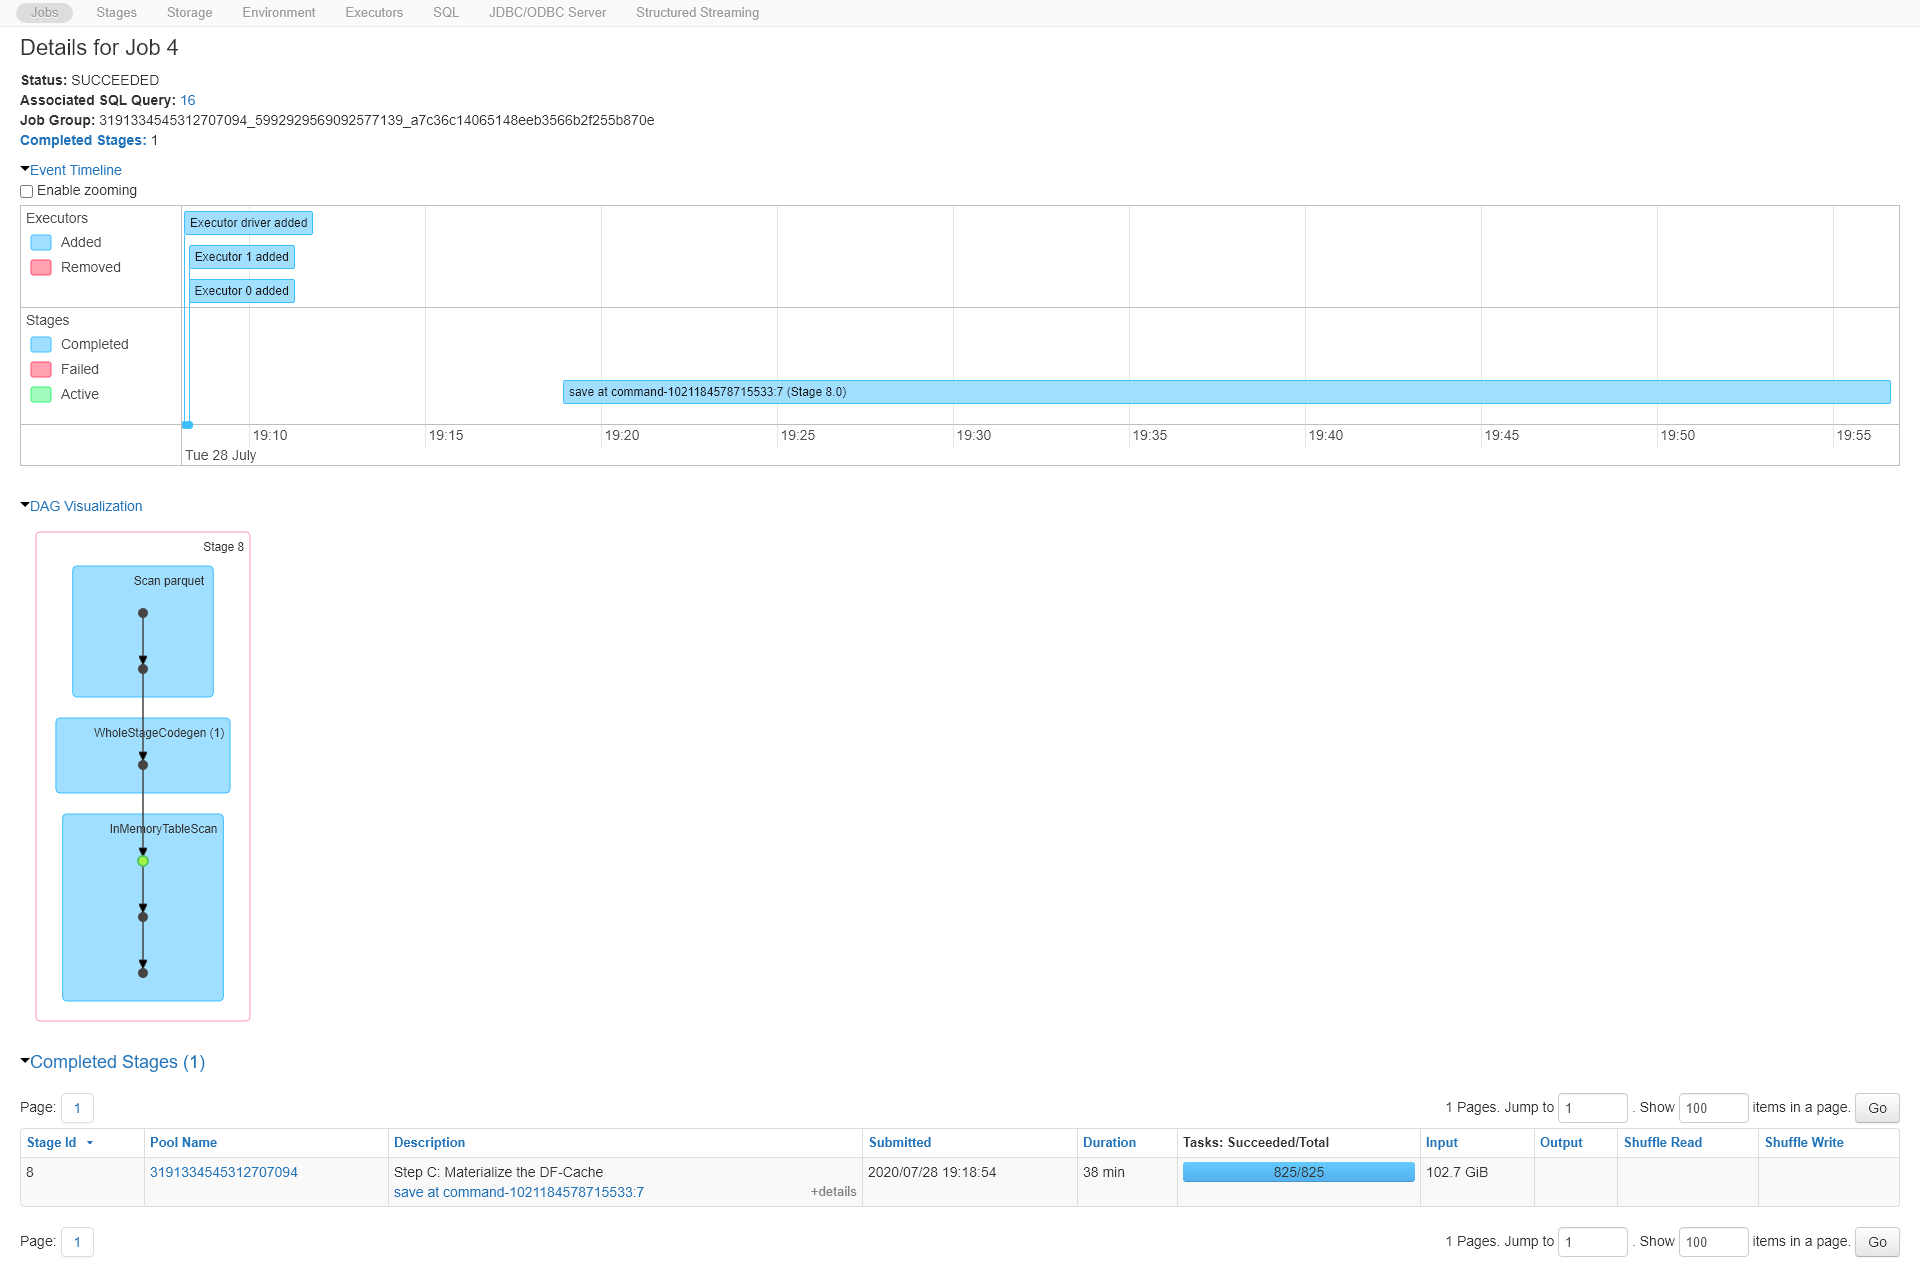 Jobs Stages Storage Environment Executors SQL JDBC/ODBC Server Structured Streaming
Details for Job 4
Status: SUCCEEDED
Associated SQL Query: 16
Job Group: 3191334545312707094_5992929569092577139_a7c36c14065148eeb3566b2f255b870e
Completed Stages: 1
Event Timeline
Enable zooming
Executors
Added
Removed
Executor driver added
Executor 1 added
Executor 0 added
Stages
Completed
Failed
Active
save at command-1021184578715533:7 (Stage 8.0)
19:10 19:15 19:20 19:25 19:30 19:35 19:40 19:45 19:50 19:55
Tue 28 July
DAG Visualization
Stage 8
Scan parquet
WholeStageCodegen (1)
InMemoryTableScan
Completed Stages (1)
Page: 1 1 Pages. Jump to 1 . Show 100 items in a page. Go
Stage Id Pool Name Description Submitted Duration Tasks: Succeeded/Total Input Output Shuffle Read Shuffle Write
8 3191334545312707094 Step C: Materialize the DF-Cache 2020/07/28 19:18:54 38 min 825/825 102.7 GiB
save at command-1021184578715533:7 +details
Page: 1 1 Pages. Jump to 1 . Show 100 items in a page. Go